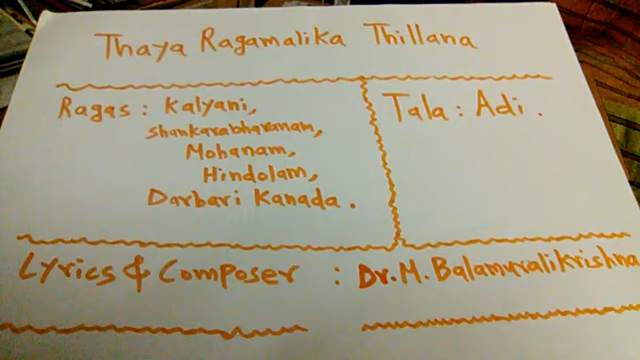 Thaya Ragamalika Thillana
Ragas : Kalyani,
Shankarabharanam,
Mohanam,
Hindolam,
Darbari Kanada .
Tala : Adi .
Lyrics & Composer : Dr. M. Balamuralikrishna